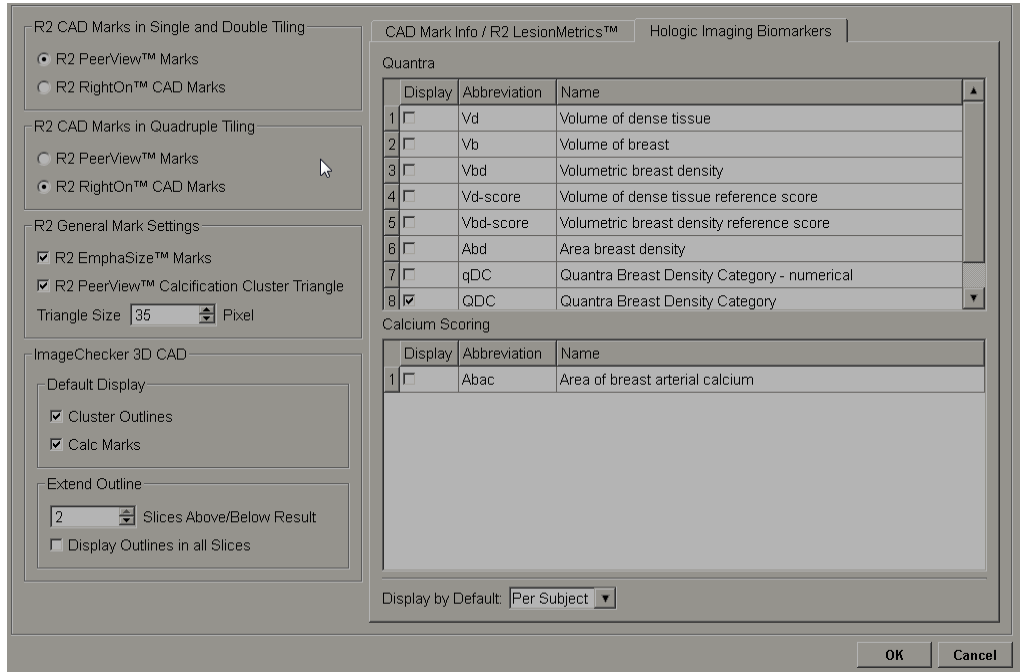 R2 CAD Marks in Single and Double Tiling
R2 PeerView™ Marks
R2 RightOn™ CAD Marks
R2 CAD Marks in Quadruple Tiling
R2 PeerView™ Marks
R2 RightOn™ CAD Marks
R2 General Mark Settings
R2 EmphaSize™ Marks
R2 PeerView™ Calcification Cluster Triangle
Triangle Size 35 Pixel
ImageChecker 3D CAD
Default Display
Cluster Outlines
Calc Marks
Extend Outline
2 Slices Above/Below Result
Display Outlines in all Slices
CAD Mark Info / R2 LesionMetrics™ Hologic Imaging Biomarkers
Quantra
Display Abbreviation Name
1 Vd Volume of dense tissue
2 Vb Volume of breast
3 Vbd Volumetric breast density
4 Vd-score Volume of dense tissue reference score
5 Vbd-score Volumetric breast density reference score
6 Abd Area breast density
7 qDC Quantra Breast Density Category - numerical
8 QDC Quantra Breast Density Category
Calcium Scoring
Display Abbreviation Name
1 Abac Area of breast arterial calcium
Display by Default: Per Subject
OK Cancel